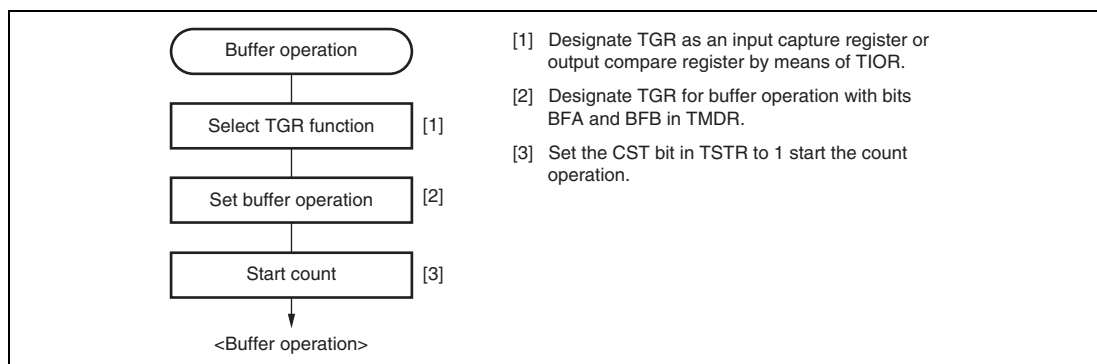 Buffer operation
Select TGR function
[1]
Set buffer operation
[2]
Start count
[3]
<Buffer operation>
[1] Designate TGR as an input capture register or
output compare register by means of TIOR.
[2] Designate TGR for buffer operation with bits
BFA and BFB in TMDR.
[3] Set the CST bit in TSTR to 1 start the count
operation.